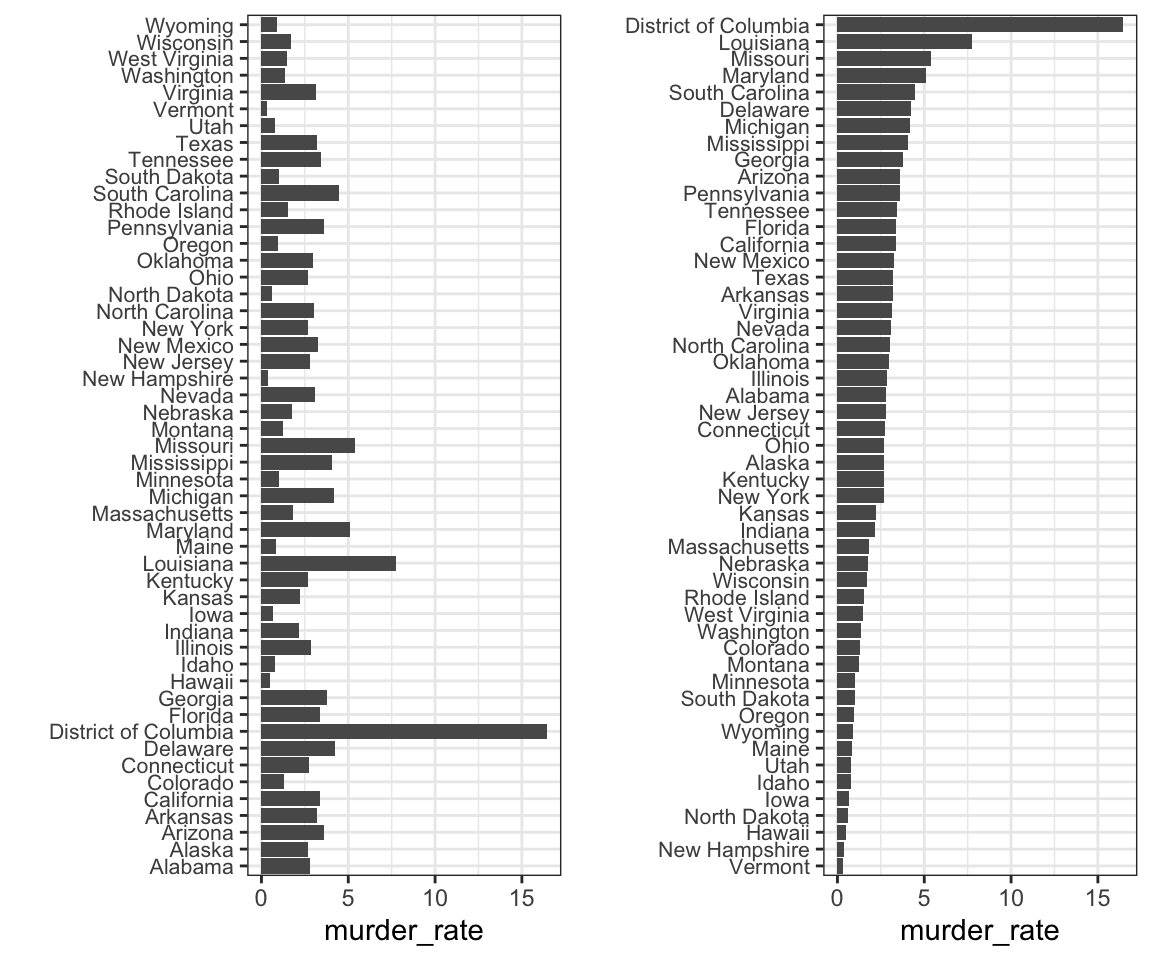 Wyoming
Wisconsin
West Virginia
Washington
Virginia
Vermont
Utah
Texas
Tennessee
South Dakota
South Carolina
Rhode Island
Pennsylvania
Oregon
Oklahoma
Ohio
North Dakota
North Carolina
New York
New Mexico
New Jersey
New Hampshire
Nevada
Nebraska
Montana
Missouri
Mississippi
Minnesota
Michigan
Massachusetts
Maryland
Maine
Louisiana
Kentucky
Kansas
Iowa
Indiana
Illinois
Idaho
Hawaii
Georgia
Florida
District of Columbia
Delaware
Connecticut
Colorado
California
Arkansas
Arizona
Alaska
Alabama
0 5 10 15
murder_rate
District of Columbia
Louisiana
Missouri
Maryland
South Carolina
Delaware
Michigan
Mississippi
Georgia
Arizona
Pennsylvania
Tennessee
Florida
California
New Mexico
Texas
Arkansas
Virginia
Nevada
North Carolina
Oklahoma
Illinois
Alabama
New Jersey
Connecticut
Ohio
Alaska
Kentucky
New York
Kansas
Indiana
Massachusetts
Nebraska
Wisconsin
Rhode Island
West Virginia
Washington
Colorado
Montana
Minnesota
South Dakota
Oregon
Wyoming
Maine
Utah
Idaho
Iowa
North Dakota
Hawaii
New Hampshire
Vermont
0 5 10 15
murder_rate